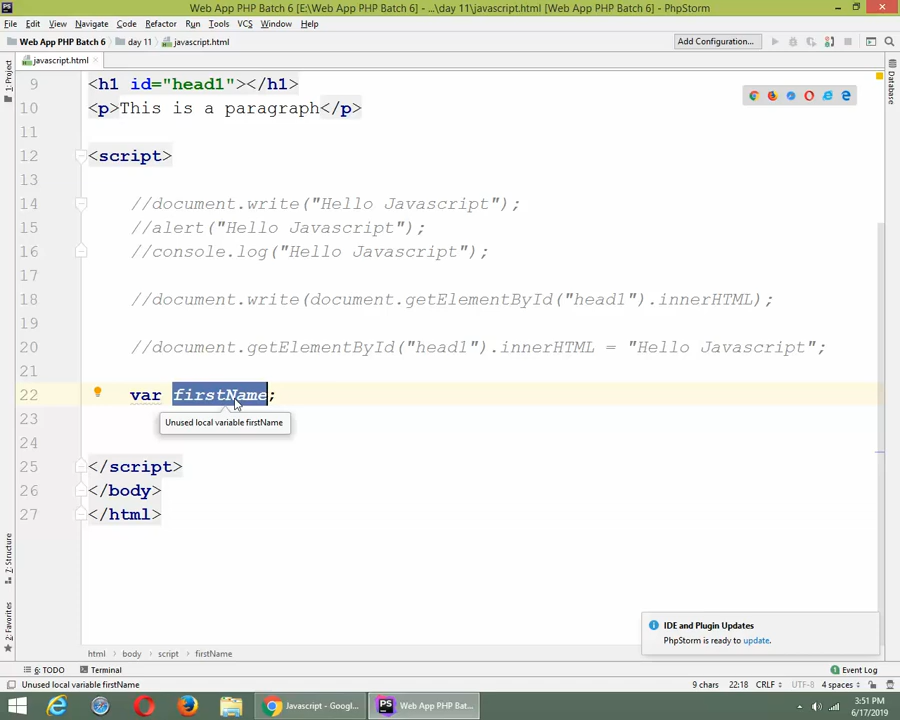 Web App PHP Batch 6 [E:\Web App PHP Batch 6] - ...\day 11\javascript.html [Web App PHP Batch 6] - PhpStorm
File Edit View Navigate Code Refactor Run Tools VCS Window Help
Web App PHP Batch 6 day 11 javascript.html Add Configuration...
javascript.html
1: Project
Database
9 <h1 id="head1"></h1>
10 <p>This is a paragraph</p>
11
12 <script>
13
14 //document.write("Hello Javascript");
15 //alert("Hello Javascript");
16 //console.log("Hello Javascript");
17
18 //document.write(document.getElementById("head1").innerHTML);
19
20 //document.getElementById("head1").innerHTML = "Hello Javascript";
21
22 var firstName;
Unused local variable firstName
23
24
25 </script>
26 </body>
27 </html>
7: Structure
2: Favorites
IDE and Plugin Updates
PhpStorm is ready to update.
html body script firstName
6: TODO Terminal Event Log
Unused local variable firstName 9 chars 22:18 CRLF UTF-8 4 spaces
Javascript - Googl... Web App PHP Bat... 3:51 PM
6/17/2019